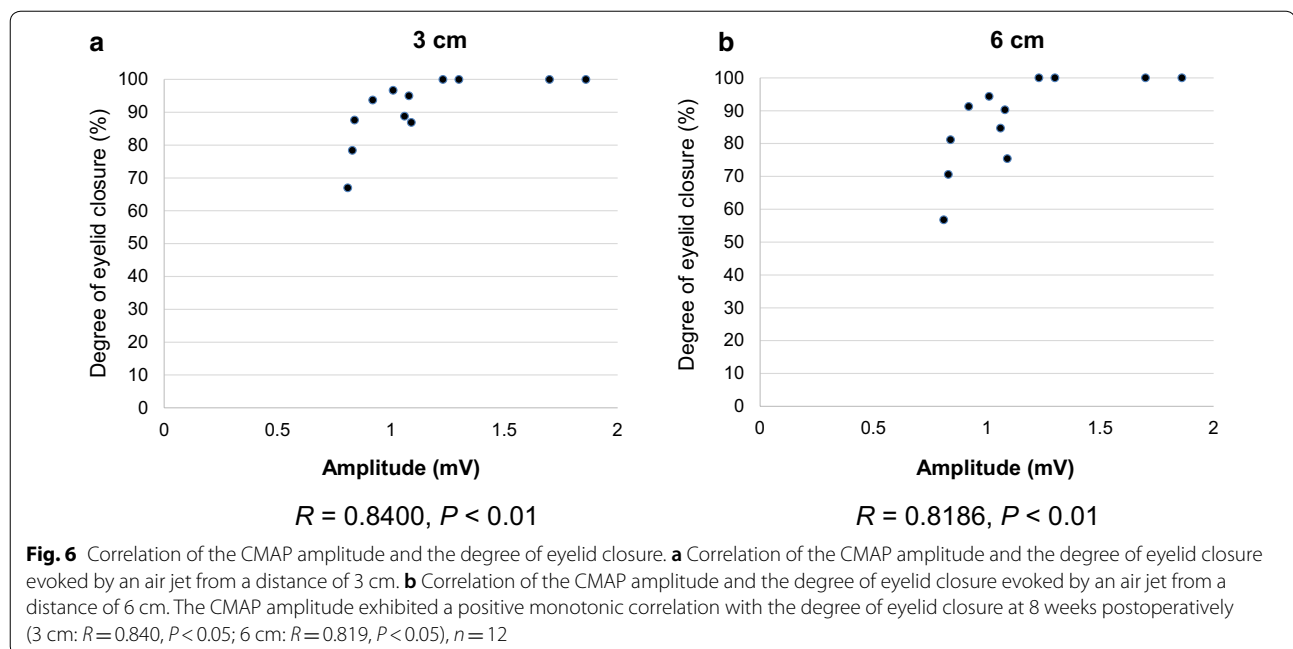 a
3 cm
Degree of eyelid closure (%)
100
90
80
70
60
50
40
30
20
10
0
0 0.5 1 1.5 2
Amplitude (mV)
R = 0.8400, P < 0.01
b
6 cm
Degree of eyelid closure (%)
100
90
80
70
60
50
40
30
20
10
0
0 0.5 1 1.5 2
Amplitude (mV)
R = 0.8186, P < 0.01
Fig. 6 Correlation of the CMAP amplitude and the degree of eyelid closure. a Correlation of the CMAP amplitude and the degree of eyelid closure
evoked by an air jet from a distance of 3 cm. b Correlation of the CMAP amplitude and the degree of eyelid closure evoked by an air jet from a
distance of 6 cm. The CMAP amplitude exhibited a positive monotonic correlation with the degree of eyelid closure at 8 weeks postoperatively
(3 cm: R = 0.840, P < 0.05; 6 cm: R = 0.819, P < 0.05), n = 12